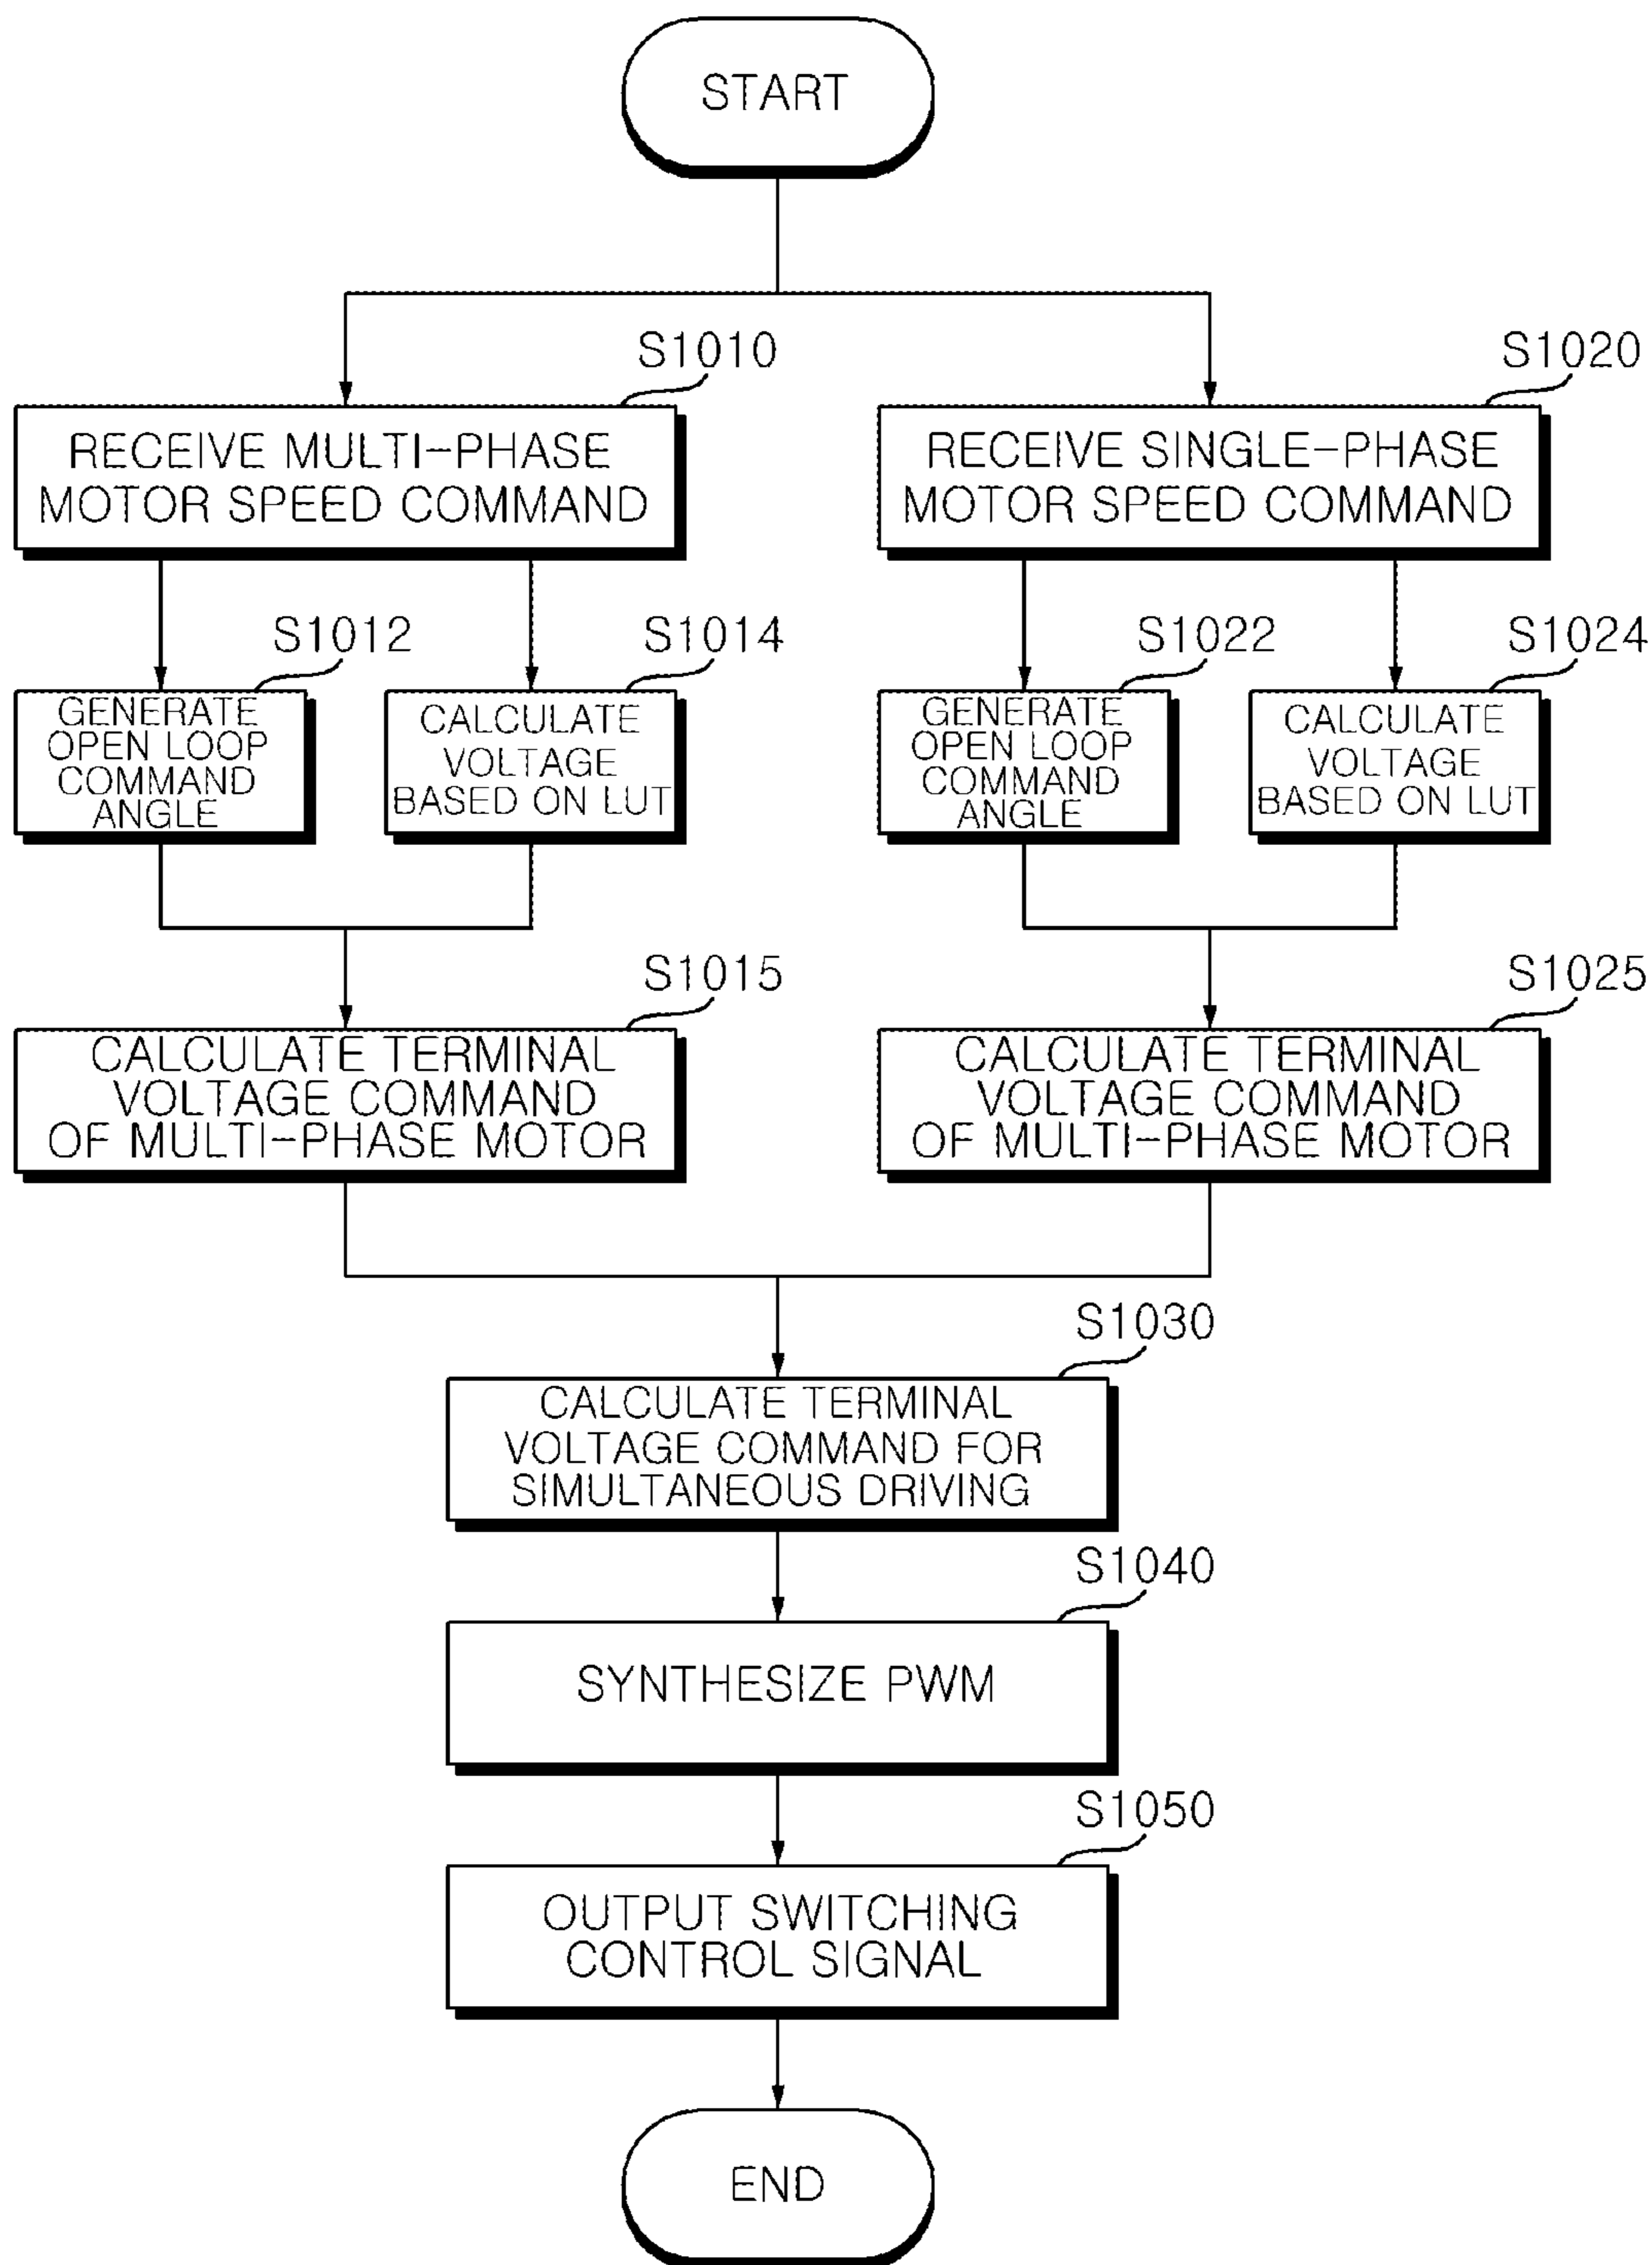 START
S1010
RECEIVE MULTI-PHASE
MOTOR SPEED COMMAND
S1020
RECEIVE SINGLE-PHASE
MOTOR SPEED COMMAND
S1012
GENERATE
OPEN LOOP
COMMAND
ANGLE
S1014
CALCULATE
VOLTAGE
BASED ON LUT
S1022
GENERATE
OPEN LOOP
COMMAND
ANGLE
S1024
CALCULATE
VOLTAGE
BASED ON LUT
S1015
CALCULATE TERMINAL
VOLTAGE COMMAND
OF MULTI-PHASE MOTOR
S1025
CALCULATE TERMINAL
VOLTAGE COMMAND
OF MULTI-PHASE MOTOR
S1030
CALCULATE TERMINAL
VOLTAGE COMMAND FOR
SIMULTANEOUS DRIVING
S1040
SYNTHESIZE PWM
S1050
OUTPUT SWITCHING
CONTROL SIGNAL
END